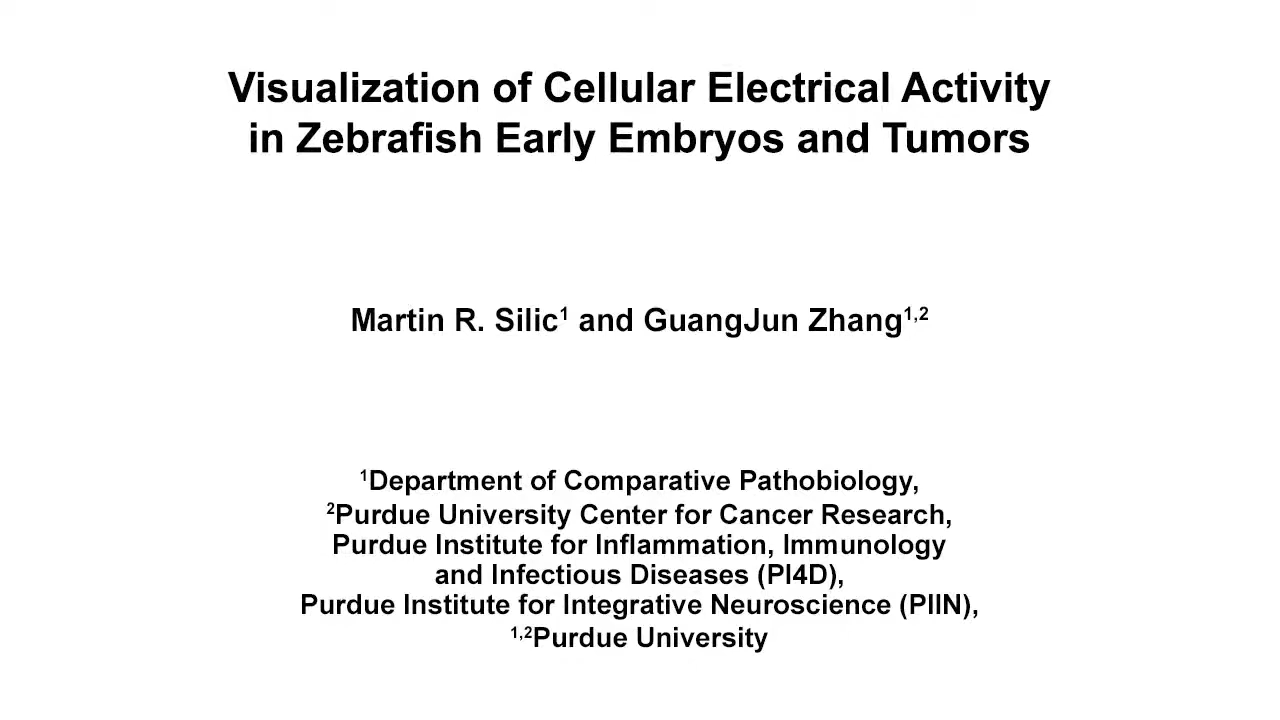 Visualization of Cellular Electrical Activity
in Zebrafish Early Embryos and Tumors
Martin R. Silic¹ and GuangJun Zhang¹,²
¹Department of Comparative Pathobiology,
²Purdue University Center for Cancer Research,
Purdue Institute for Inflammation, Immunology
and Infectious Diseases (PI4D),
Purdue Institute for Integrative Neuroscience (PIIN),
¹,²Purdue University